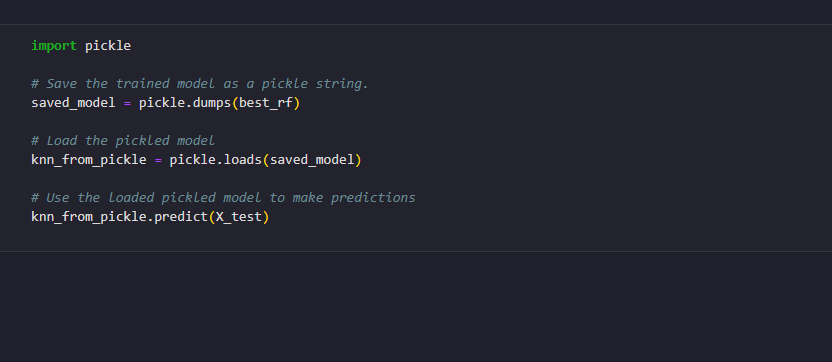 import pickle
# Save the trained model as a pickle string.
saved_model = pickle.dumps(best_rf)
# Load the pickled model
knn_from_pickle = pickle.loads(saved_model)
# Use the loaded pickled model to make predictions
knn_from_pickle.predict(X_test)